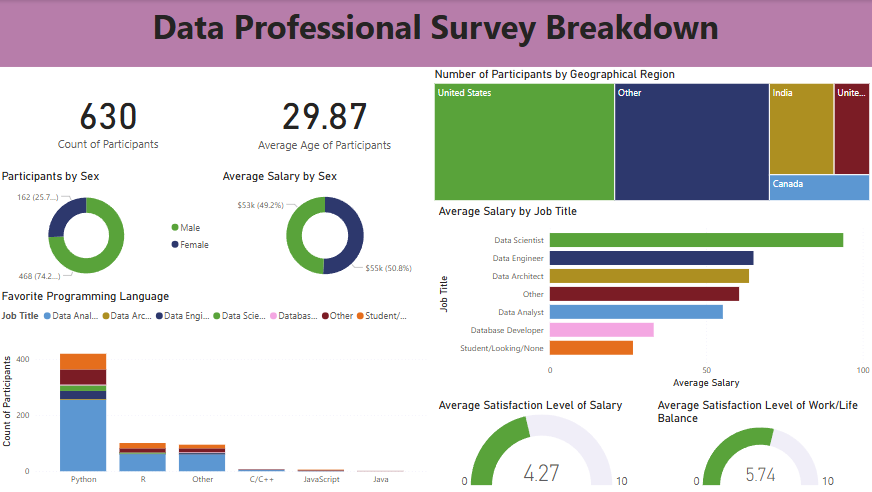 Data Professional Survey Breakdown
630
Count of Participants
29.87
Average Age of Participants
Number of Participants by Geographical Region
United States
Other
India
Unite...
Canada
Participants by Sex
162 (25.7...)
468 (74.2...)
Male
Female
Average Salary by Sex
$53k (49.2%)
$55k (50.8%)
Average Salary by Job Title
Job Title
Data Scientist
Data Engineer
Data Architect
Other
Data Analyst
Database Developer
Student/Looking/None
0
50
100
Average Salary
Favorite Programming Language
Job Title
Data Anal...
Data Arc...
Data Engi...
Data Scie...
Databas...
Other
Student/...
Count of Participants
400
200
0
Python
R
Other
C/C++
JavaScript
Java
Average Satisfaction Level of Salary
0
4.27
10
Average Satisfaction Level of Work/Life
Balance
0
5.74
10